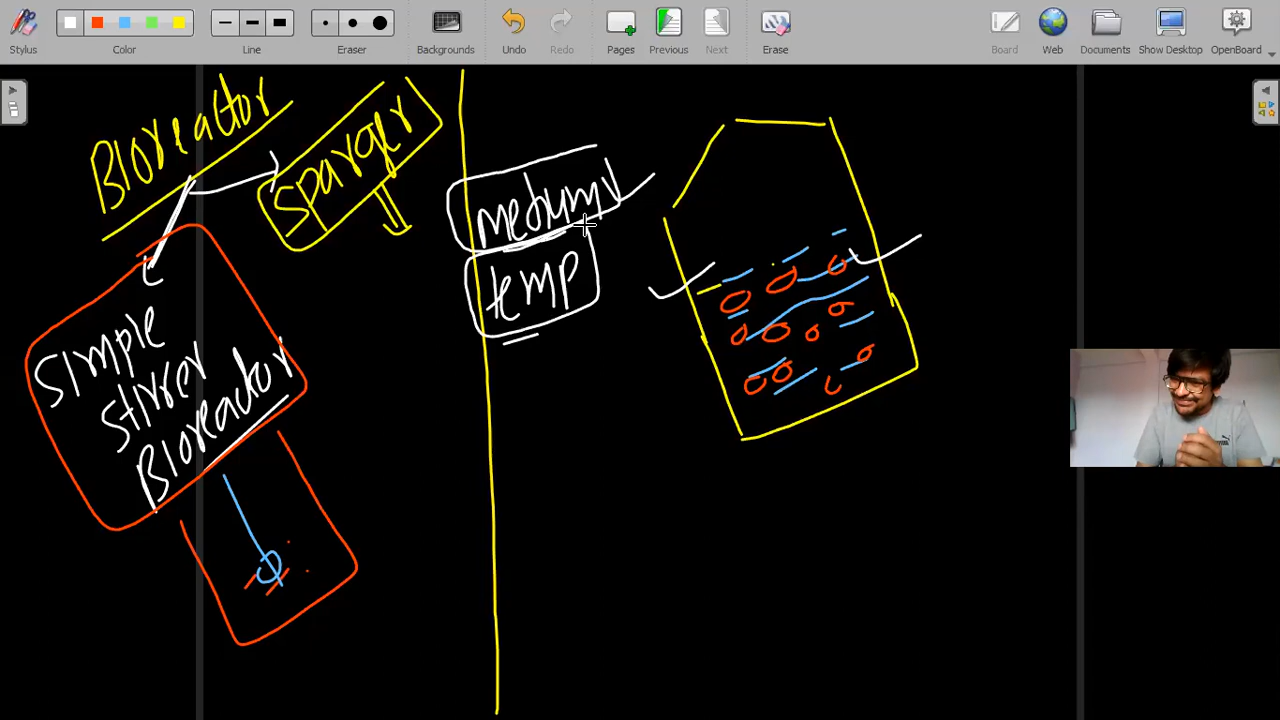 Stylus
Color
Line
Eraser
Backgrounds
Undo
Redo
Pages
Previous
Next
Erase
Board
Web
Documents
Show Desktop
OpenBoard
Bioreactor
Sparger
medium
temp
Simple
Stirrer
Bioreactor